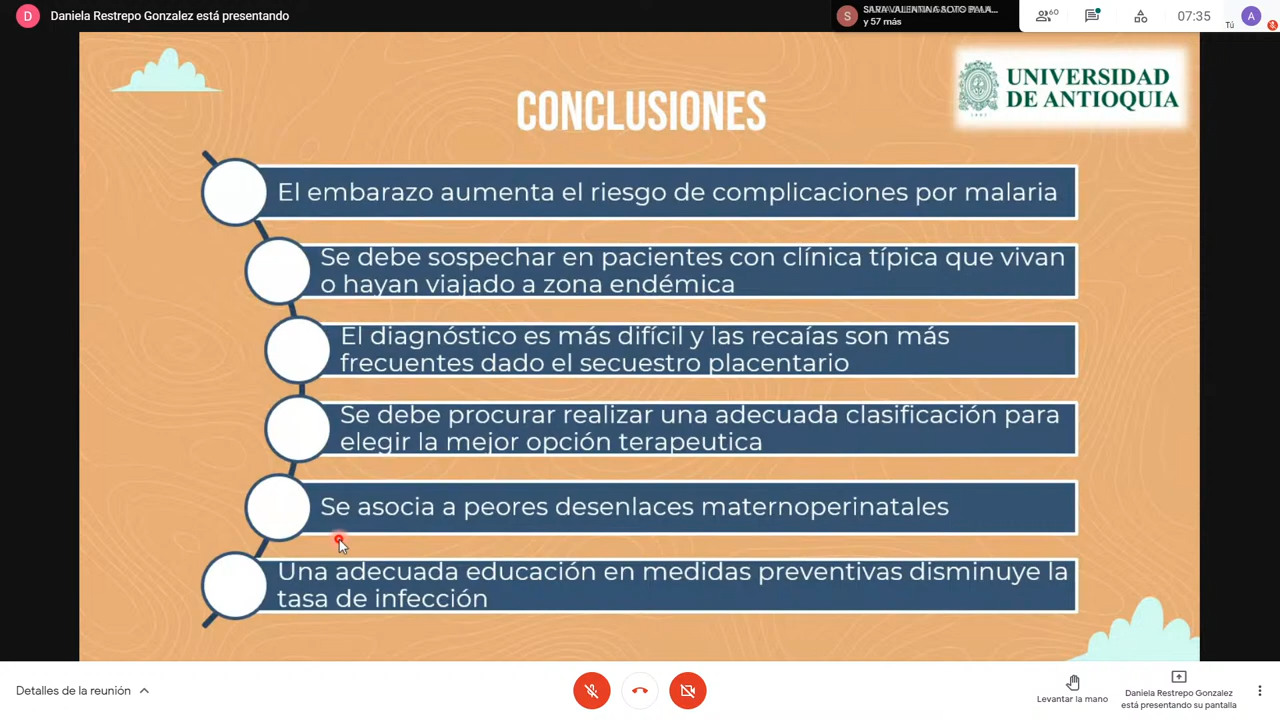 D Daniela Restrepo Gonzalez está presentando
S
y 57 más
60
07:35
Tú
A
CONCLUSIONES
UNIVERSIDAD
DE ANTIOQUIA
El embarazo aumenta el riesgo de complicaciones por malaria
Se debe sospechar en pacientes con clínica típica que vivan
o hayan viajado a zona endémica
El diagnóstico es más difícil y las recaías son más
frecuentes dado el secuestro placentario
Se debe procurar realizar una adecuada clasificación para
elegir la mejor opción terapeutica
Se asocia a peores desenlaces maternoperinatales
Una adecuada educación en medidas preventivas disminuye la
tasa de infección
Detalles de la reunión
Levantar la mano
Daniela Restrepo Gonzalez
está presentando su pantalla